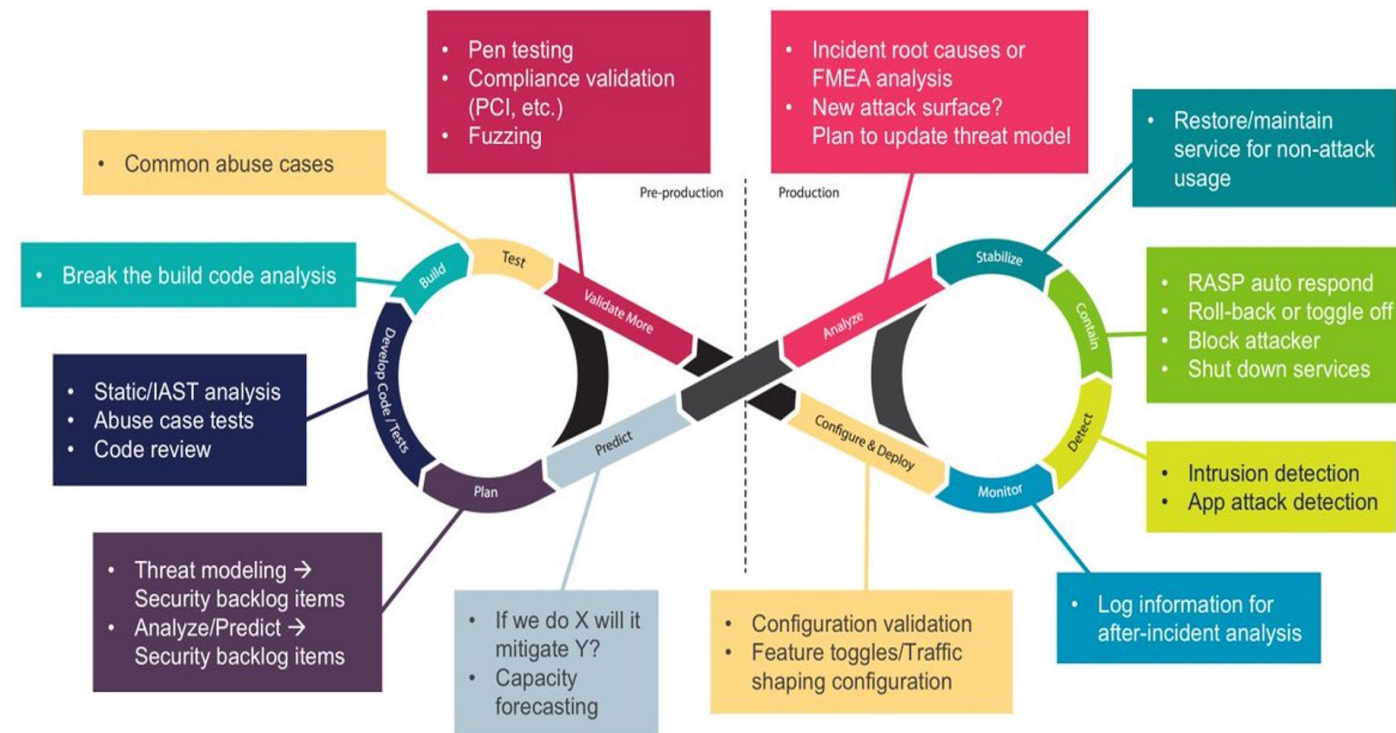 • Pen testing
• Compliance validation
(PCI, etc.)
• Fuzzing
• Incident root causes or
FMEA analysis
• New attack surface?
Plan to update threat model
• Restore/maintain
service for non-attack
usage
• Common abuse cases
Pre-production
Production
• Break the build code analysis
Build
Test
Validate More
Analyze
Stabilize
Contain
• RASP auto respond
• Roll-back or toggle off
• Block attacker
• Shut down services
• Static/IAST analysis
• Abuse case tests
• Code review
Develop Code / Tests
Plan
Predict
Configure & Deploy
Monitor
Detect
• Intrusion detection
• App attack detection
• Threat modeling →
Security backlog items
• Analyze/Predict →
Security backlog items
• If we do X will it
mitigate Y?
• Capacity
forecasting
• Configuration validation
• Feature toggles/Traffic
shaping configuration
• Log information for
after-incident analysis